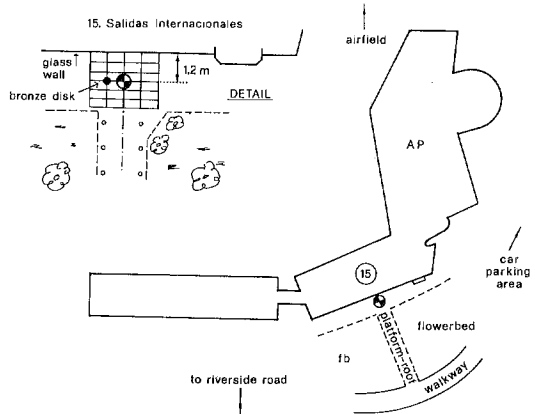 15. Salidas Internacionales
glass
wall
bronze disk
1,2 m
DETAIL
airfield
AP
car
parking
area
15
platform-roof
flowerbed
fb
walkway
to riverside road